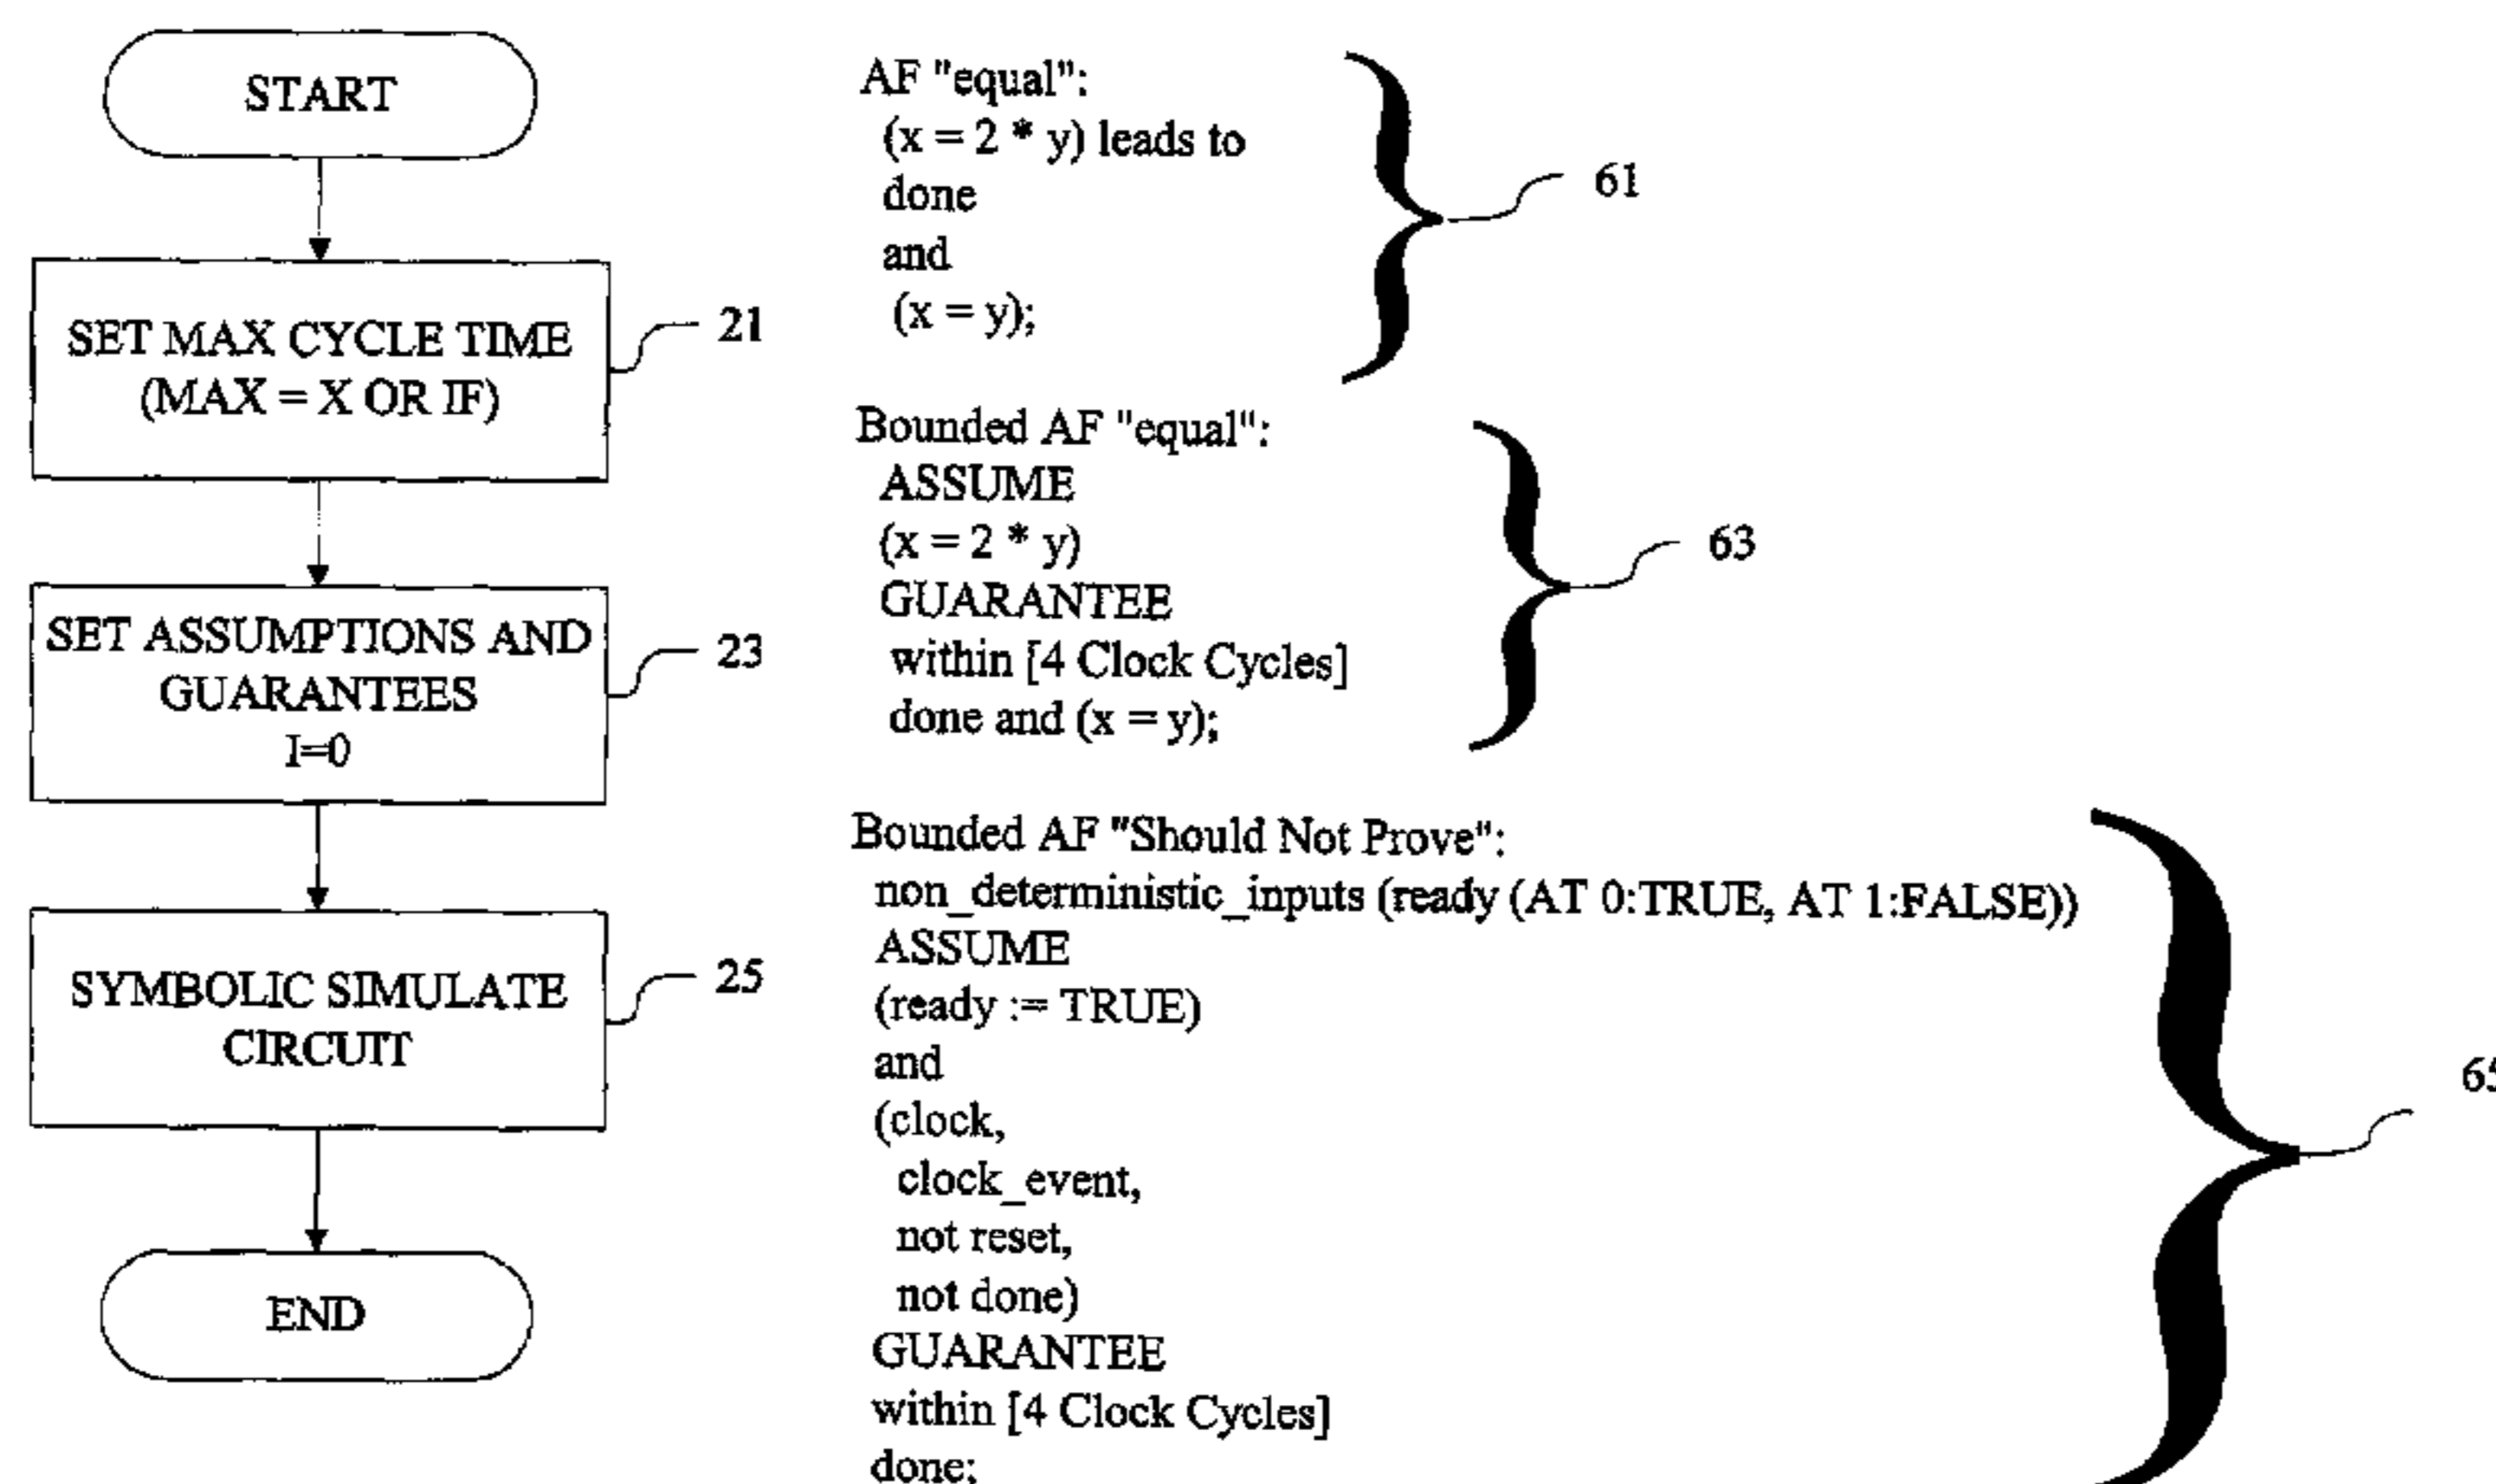 START
SET MAX CYCLE TIME
(MAX = X OR IF)
21
SET ASSUMPTIONS AND
GUARANTEES
I=0
23
SYMBOLIC SIMULATE
CIRCUIT
25
END
AF "equal":
(x = 2 * y) leads to
done
and
(x = y);
61
Bounded AF "equal":
ASSUME
(x = 2 * y)
GUARANTEE
within [4 Clock Cycles]
done and (x = y);
63
Bounded AF "Should Not Prove":
non_deterministic_inputs (ready (AT 0:TRUE, AT 1:FALSE))
ASSUME
(ready := TRUE)
and
(clock,
clock_event,
not reset,
not done)
GUARANTEE
within [4 Clock Cycles]
done;
65